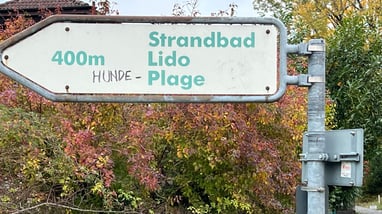 Strandbad
400m Lido
HUNDE - Plage